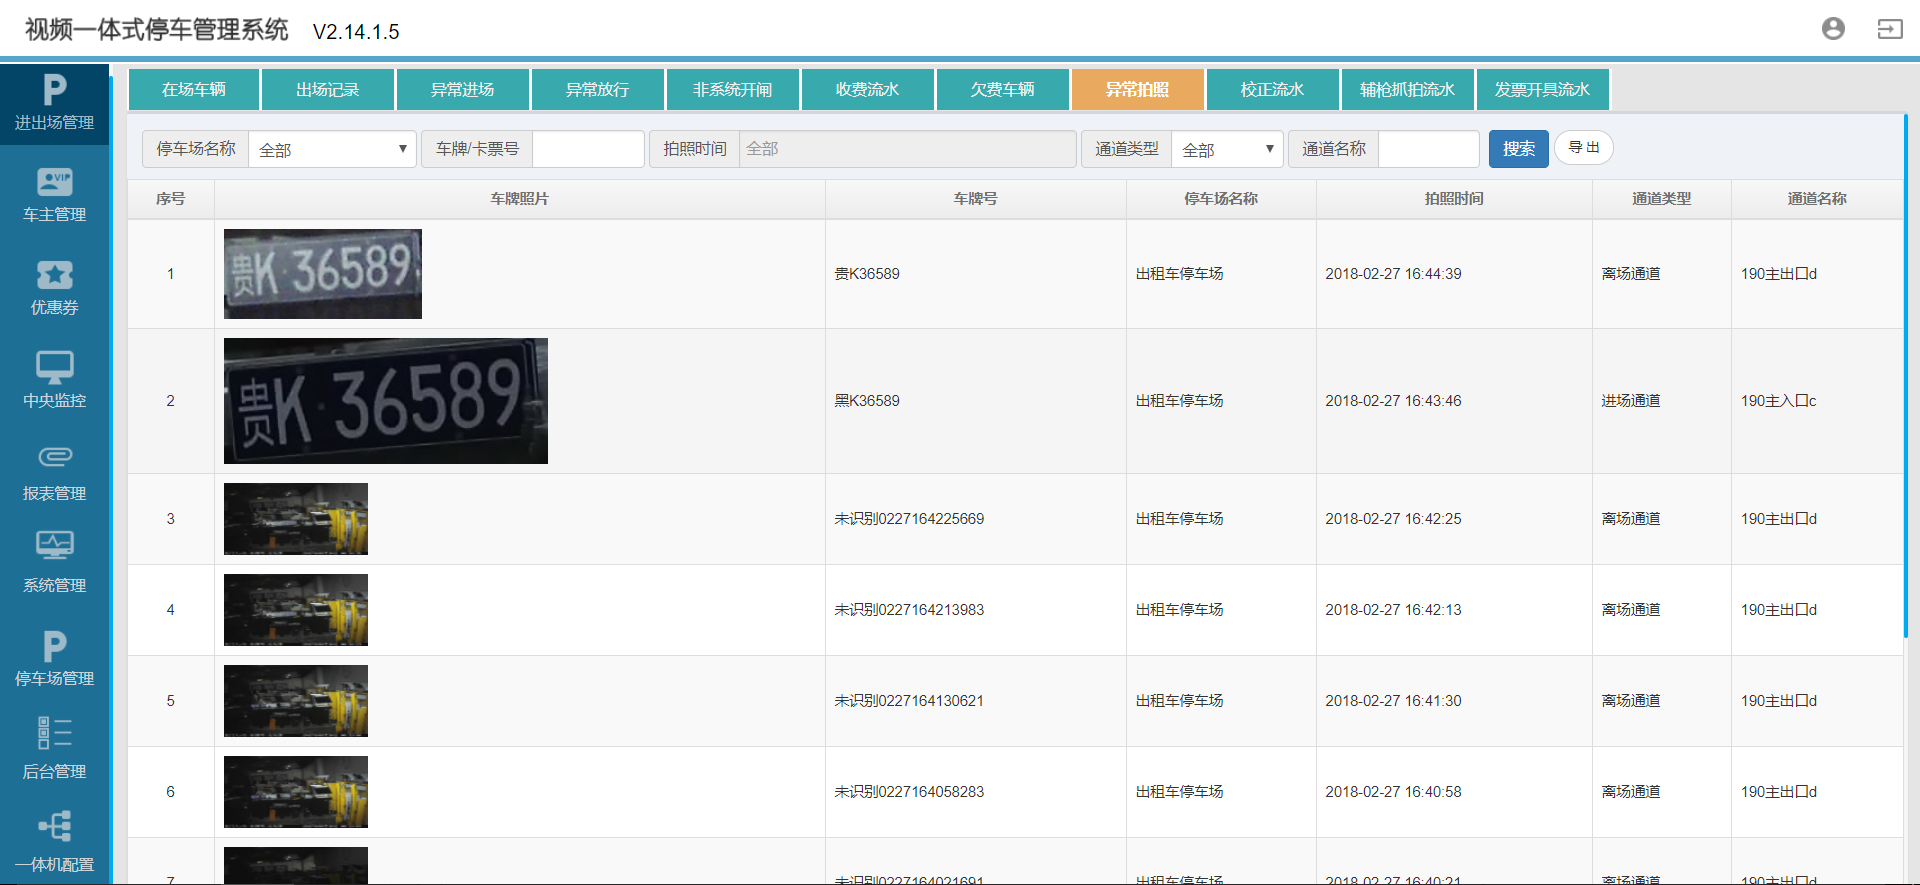 视频一体式停车管理系统 V2.14.1.5
P
进出场管理
VIP
车主管理
优惠券
中央监控
报表管理
系统管理
P
停车场管理
后台管理
一体机配置
在场车辆 出场记录 异常进场 异常放行 非系统开闸 收费流水 欠费车辆 异常拍照 校正流水 辅枪抓拍流水 发票开具流水
停车场名称 全部 车牌/卡票号 拍照时间 全部 通道类型 全部 通道名称 搜索 导出
序号 车牌照片 车牌号 停车场名称 拍照时间 通道类型 通道名称
1 贵K·36589 贵K36589 出租车停车场 2018-02-27 16:44:39 离场通道 190主出口d
2 贵K·36589 黑K36589 出租车停车场 2018-02-27 16:43:46 进场通道 190主入口c
3 未识别0227164225669 出租车停车场 2018-02-27 16:42:25 离场通道 190主出口d
4 未识别0227164213983 出租车停车场 2018-02-27 16:42:13 离场通道 190主出口d
5 未识别0227164130621 出租车停车场 2018-02-27 16:41:30 离场通道 190主出口d
6 未识别0227164058283 出租车停车场 2018-02-27 16:40:58 离场通道 190主出口d
7 未识别0227164021691 出租车停车场 2018-02-27 16:40:21 离场通道 190主出口d